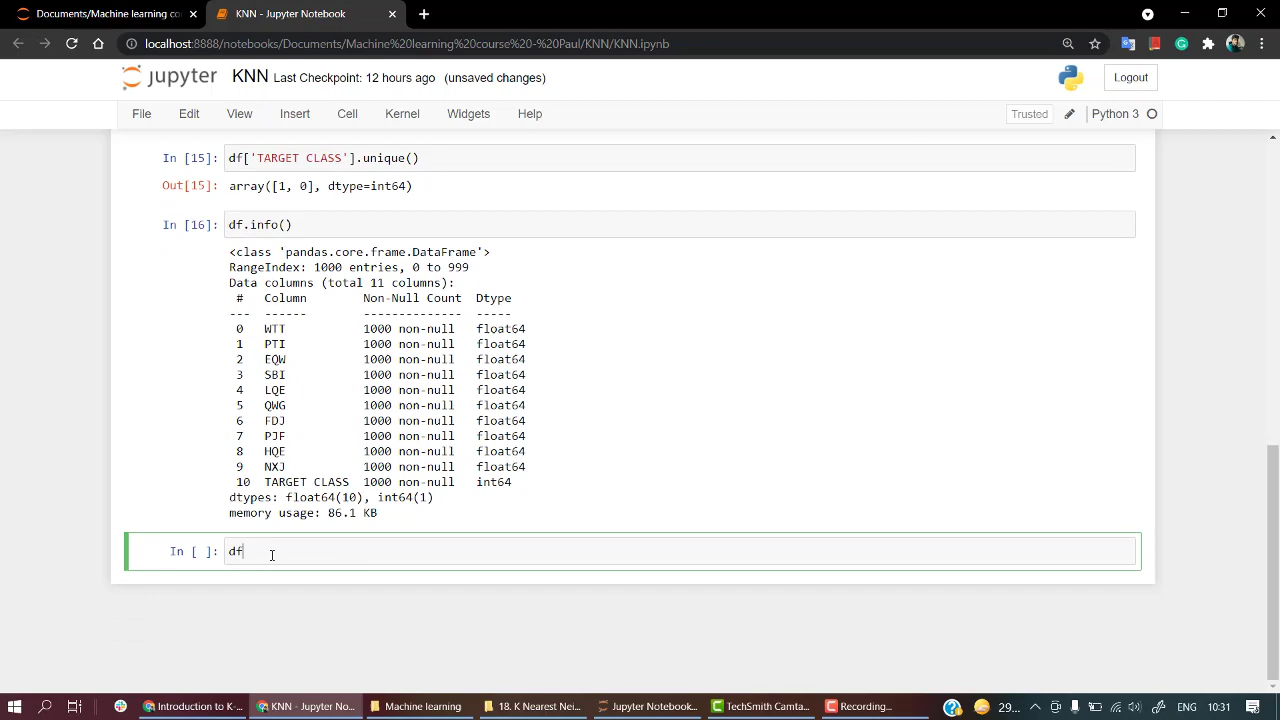 Documents/Machine learning co
KNN - Jupyter Notebook
localhost:8888/notebooks/Documents/Machine%20learning%20course%20-%20Paul/KNN/KNN.ipynb
jupyter KNN Last Checkpoint: 12 hours ago (unsaved changes)
Logout
File Edit View Insert Cell Kernel Widgets Help
Trusted Python 3
In [15]: df['TARGET CLASS'].unique()
Out[15]: array([1, 0], dtype=int64)
In [16]: df.info()
<class 'pandas.core.frame.DataFrame'>
RangeIndex: 1000 entries, 0 to 999
Data columns (total 11 columns):
# Column Non-Null Count Dtype
--- ------ -------------- -----
0 WTT 1000 non-null float64
1 PTI 1000 non-null float64
2 EQW 1000 non-null float64
3 SBI 1000 non-null float64
4 LQE 1000 non-null float64
5 QWG 1000 non-null float64
6 FDJ 1000 non-null float64
7 PJF 1000 non-null float64
8 HQE 1000 non-null float64
9 NXJ 1000 non-null float64
10 TARGET CLASS 1000 non-null int64
dtypes: float64(10), int64(1)
memory usage: 86.1 KB
In [ ]: df
Introduction to K-... KNN - Jupyter No... Machine learning 18. K Nearest Nei... Jupyter Notebook... TechSmith Camta... Recording... 29... ENG 10:31